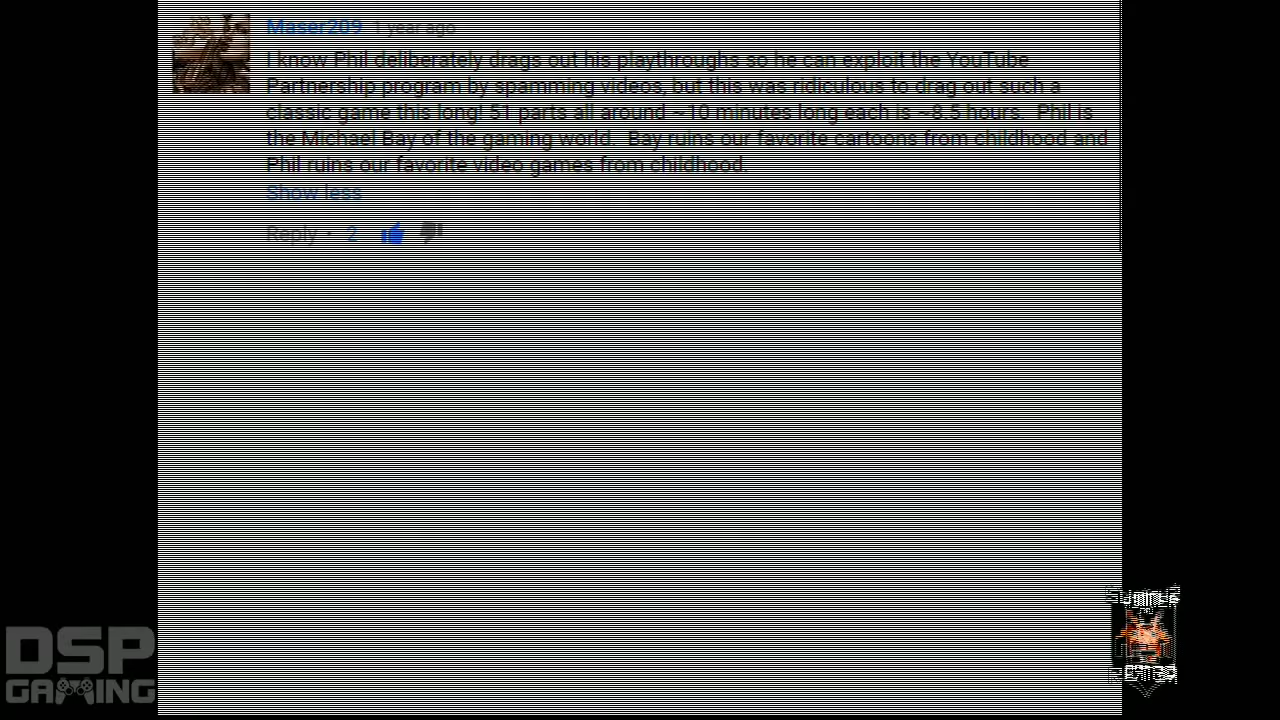 Maser209 1 year ago
I know Phil deliberately drags out his playthroughs so he can exploit the YouTube
Partnership program by spamming videos, but this was ridiculous to drag out such a
classic game this long! 51 parts all around ~10 minutes long each is ~8.5 hours.  Phil is
the Michael Bay of the gaming world.  Bay ruins our favorite cartoons from childhood and
Phil ruins our favorite video games from childhood.
Show less
Reply · 2
DSP
GAMING